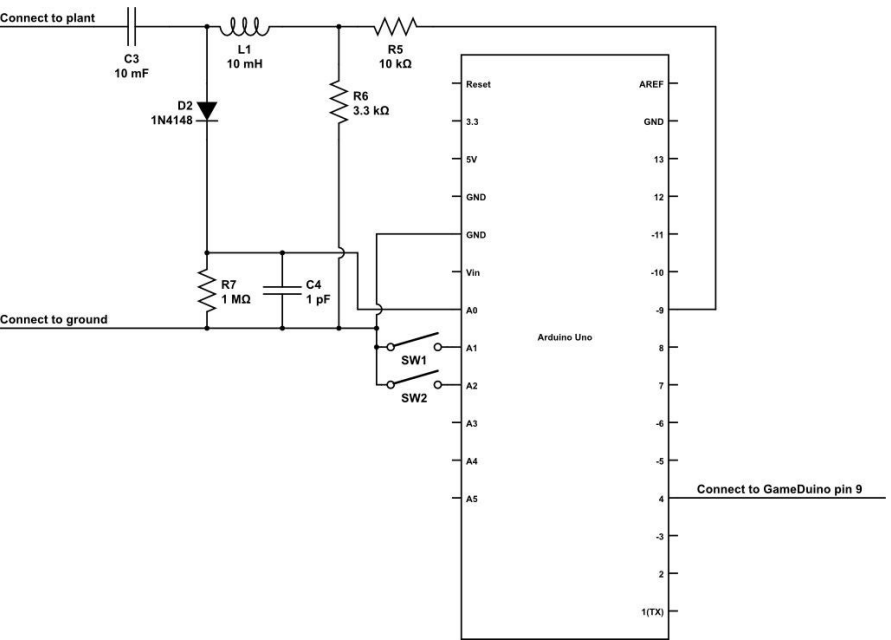 Connect to plant
C3
10 mF
L1
10 mH
R5
10 kΩ
D2
1N4148
R6
3.3 kΩ
R7
1 MΩ
C4
1 pF
Connect to ground
SW1
SW2
Reset
3.3
5V
GND
GND
Vin
A0
A1
A2
A3
A4
A5
Arduino Uno
AREF
GND
13
12
-11
-10
-9
8
7
-6
-5
4
-3
2
1(TX)
Connect to GameDuino pin 9